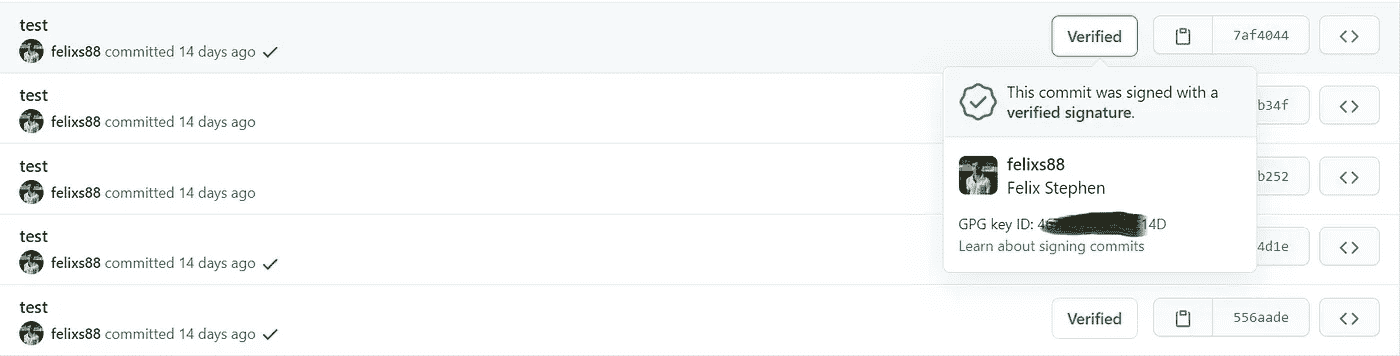 test
felixs88 committed 14 days ago
Verified
7af4044
This commit was signed with a
verified signature.
test
felixs88 committed 14 days ago
b34f
felixs88
Felix Stephen
test
felixs88 committed 14 days ago
b252
GPG key ID: 14D
Learn about signing commits
test
felixs88 committed 14 days ago
4d1e
test
felixs88 committed 14 days ago
Verified
556aade